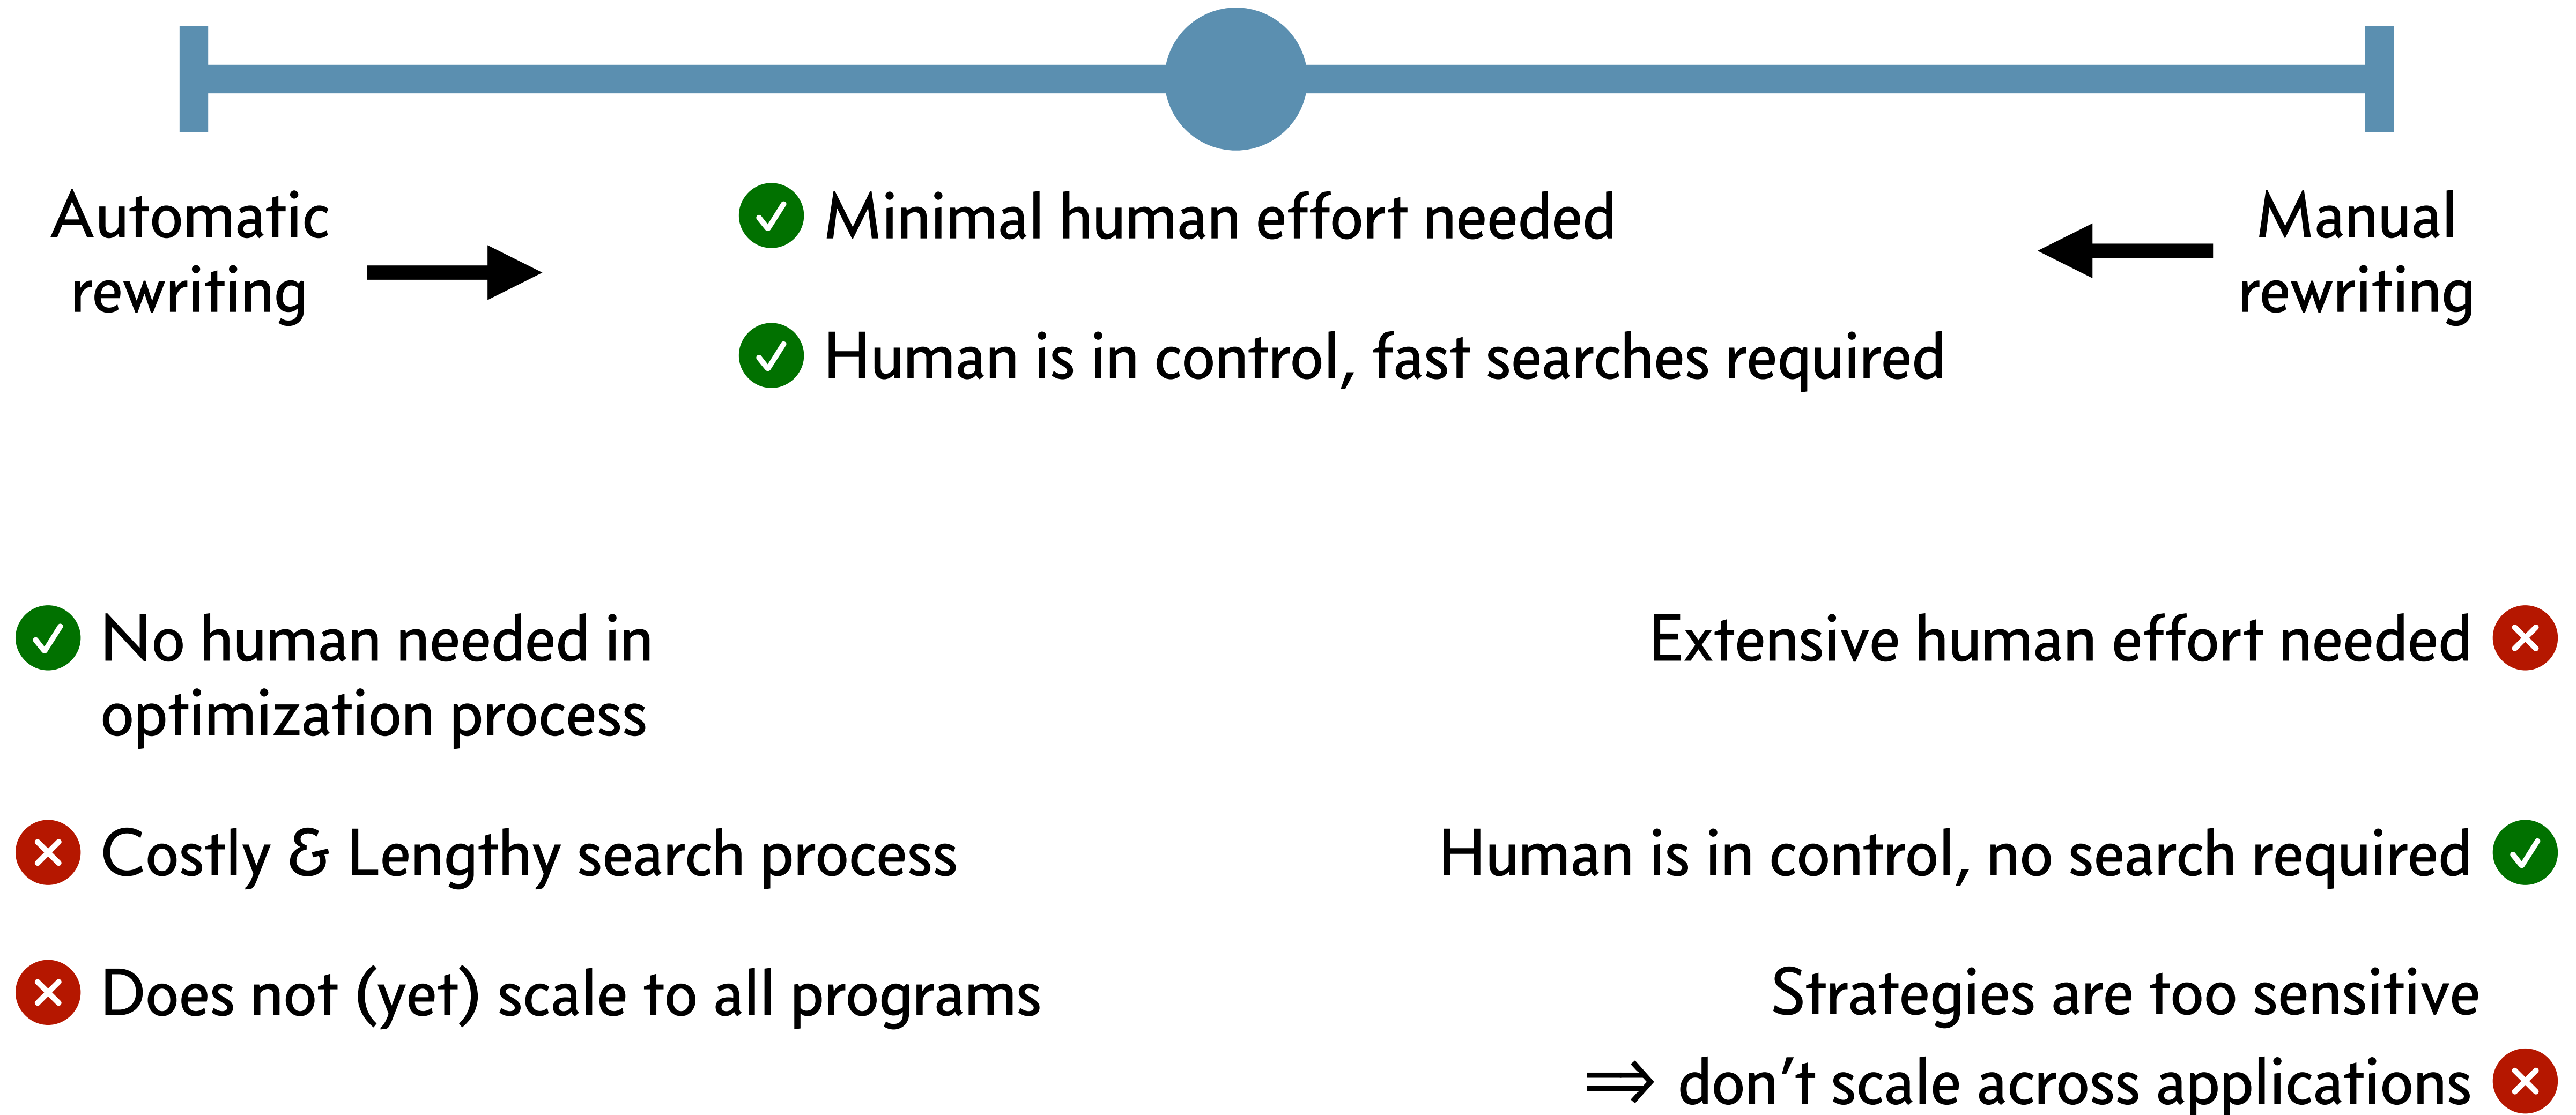 Automatic
rewriting
Minimal human effort needed
Human is in control, fast searches required
Manual
rewriting
No human needed in
optimization process
Costly & Lengthy search process
Does not (yet) scale to all programs
Extensive human effort needed
Human is in control, no search required
Strategies are too sensitive
⇒ don't scale across applications